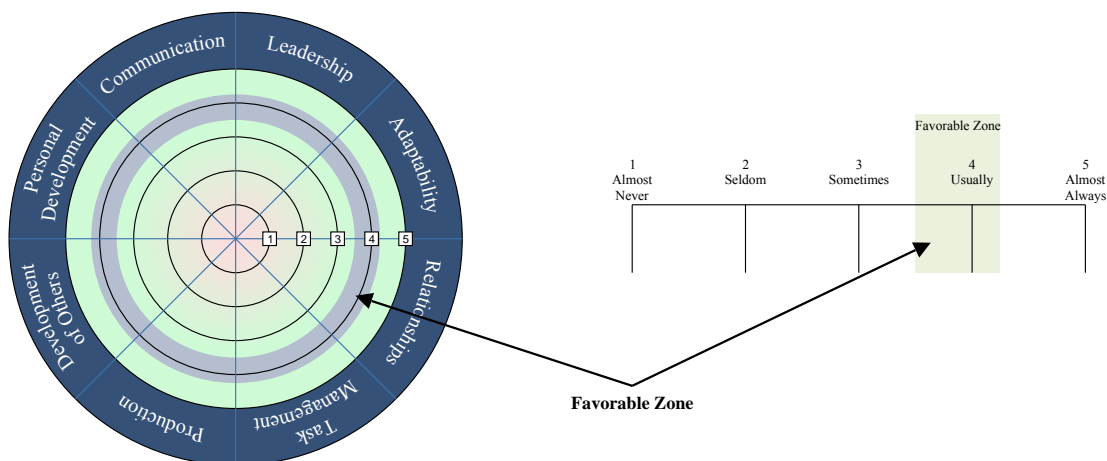 Communication
Leadership
Adaptability
Relationships
Task
Management
Production
Development
of Others
Personal
Development
1
2
3
4
5
Favorable Zone
1
Almost
Never
2
Seldom
3
Sometimes
4
Usually
5
Almost
Always
Favorable Zone